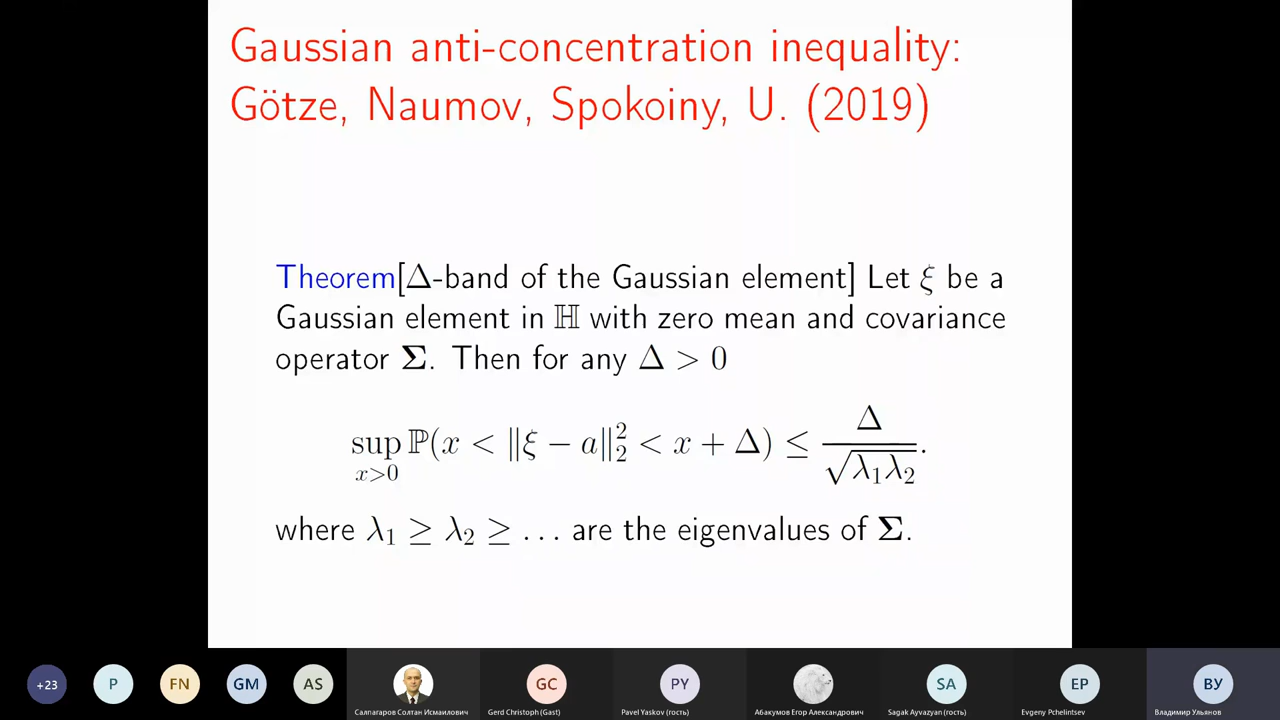 Gaussian anti-concentration inequality:
Götze, Naumov, Spokoiny, U. (2019)
Theorem[Δ-band of the Gaussian element] Let ξ be a
Gaussian element in ℍ with zero mean and covariance
operator Σ. Then for any Δ > 0
sup_{x>0} ℙ(x < ‖ξ − a‖₂² < x + Δ) ≤ Δ/√(λ₁λ₂).
where λ₁ ≥ λ₂ ≥ … are the eigenvalues of Σ.
+23 P FN GM AS GC PY SA EP ВУ
Салпагаров Солтан Исмаилович Gerd Christoph (Gast) Pavel Yaskov (гость) Абакумов Егор Александрович Sagak Ayvazyan (гость) Evgeny Pchelintsev Владимир Ульянов